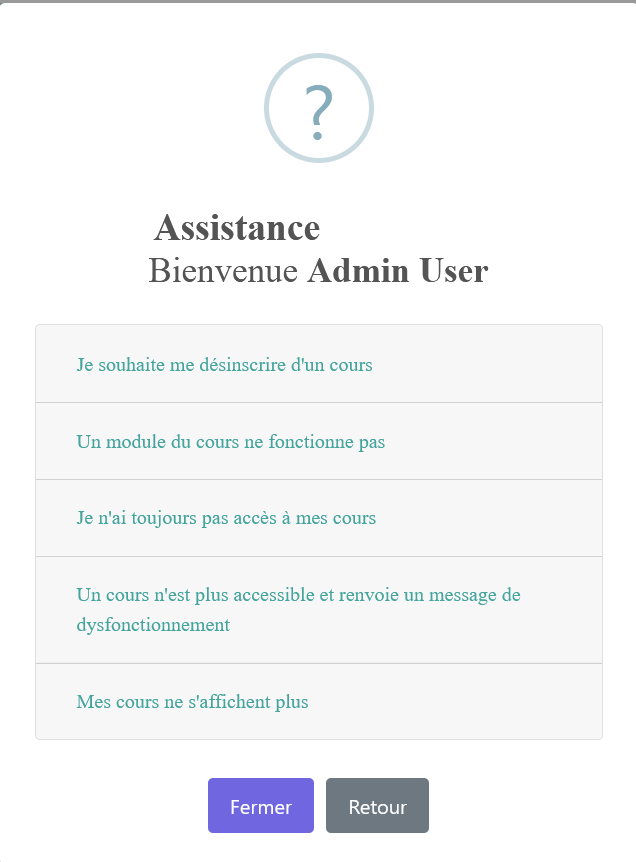 ?
Assistance
Bienvenue Admin User
Je souhaite me désinscrire d'un cours
Un module du cours ne fonctionne pas
Je n'ai toujours pas accès à mes cours
Un cours n'est plus accessible et renvoie un message de
dysfonctionnement
Mes cours ne s'affichent plus
Fermer Retour